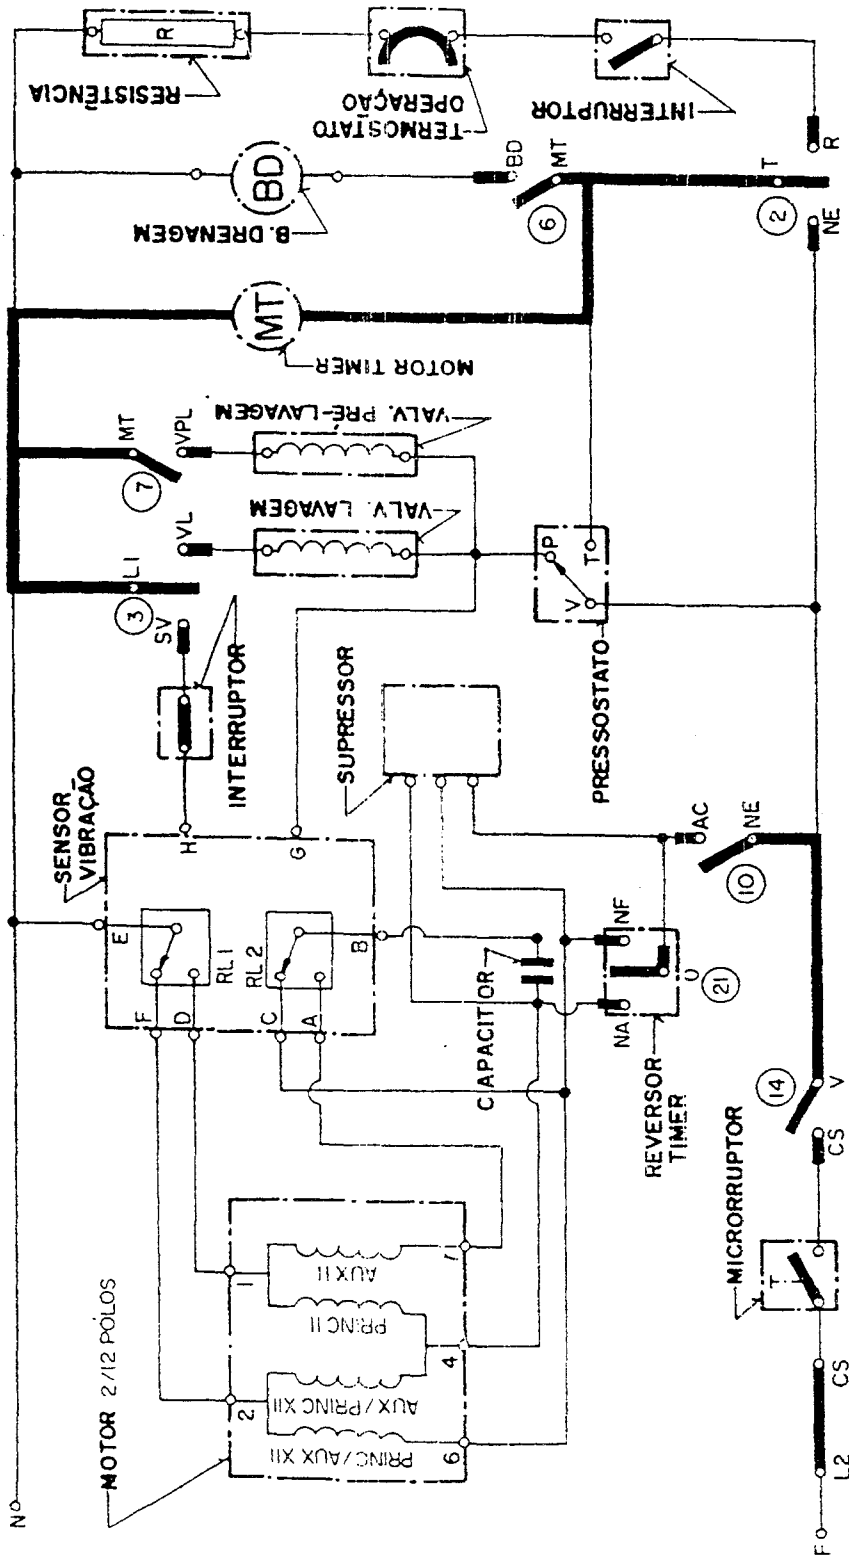 N
MOTOR 2/12 PÓLOS
2
1
PRINC/AUX XII
AUX/PRINC XII
PRINC II
AUX II
6
4
SENSOR
VIBRAÇÃO
E
F
D
RL1
RL2
C
A
B
H
G
INTERRUPTOR
SV
3
L1
VL
7
MT
VPL
VALV. LAVAGEM
VALV. PRÉ-LAVAGEM
MOTOR TIMER
MT
B. DRENAGEM
BD
RESISTÊNCIA
R
TERMOSTATO
OPERAÇÃO
INTERRUPTOR
BD
MT
6
T
2
R
NE
SUPRESSOR
PRESSOSTATO
P
V
T
CAPACITOR
NF
NA
21
REVERSOR
TIMER
AC
10
NE
14
V
CS
MICRORRUPTOR
T
CS
L2
F